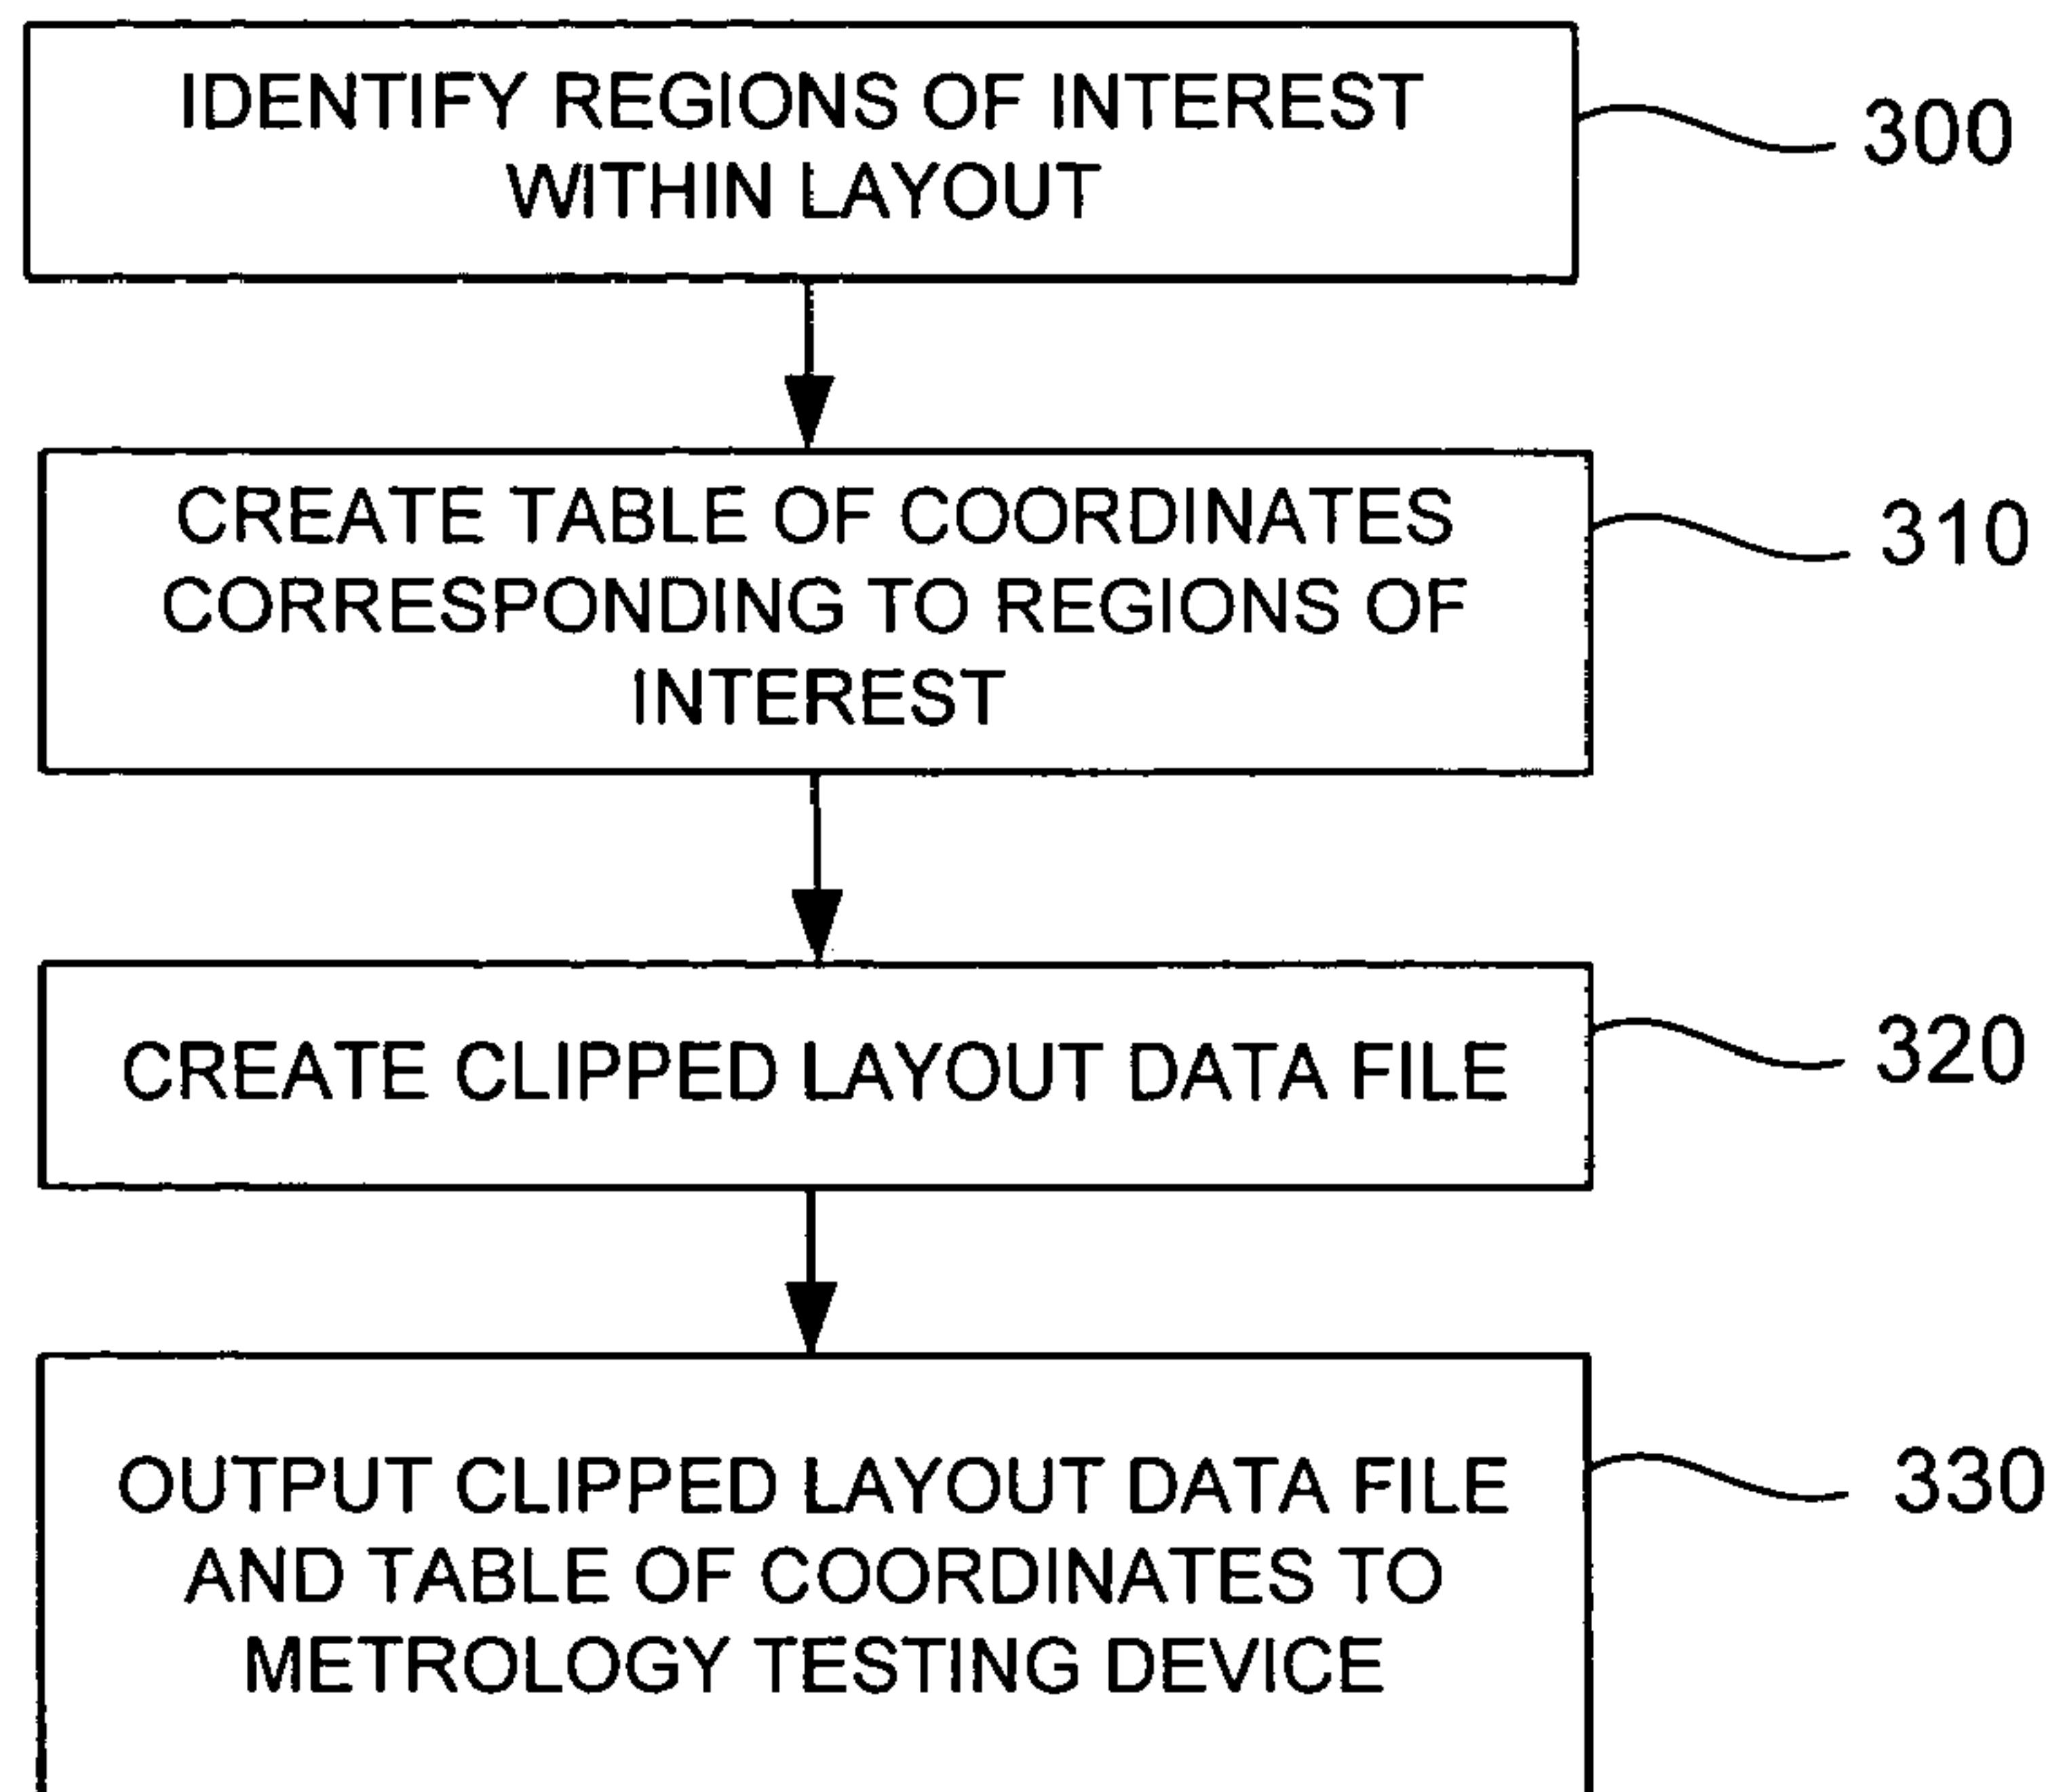 IDENTIFY REGIONS OF INTEREST
WITHIN LAYOUT
300
CREATE TABLE OF COORDINATES
CORRESPONDING TO REGIONS OF
INTEREST
310
CREATE CLIPPED LAYOUT DATA FILE
320
OUTPUT CLIPPED LAYOUT DATA FILE
AND TABLE OF COORDINATES TO
METROLOGY TESTING DEVICE
330